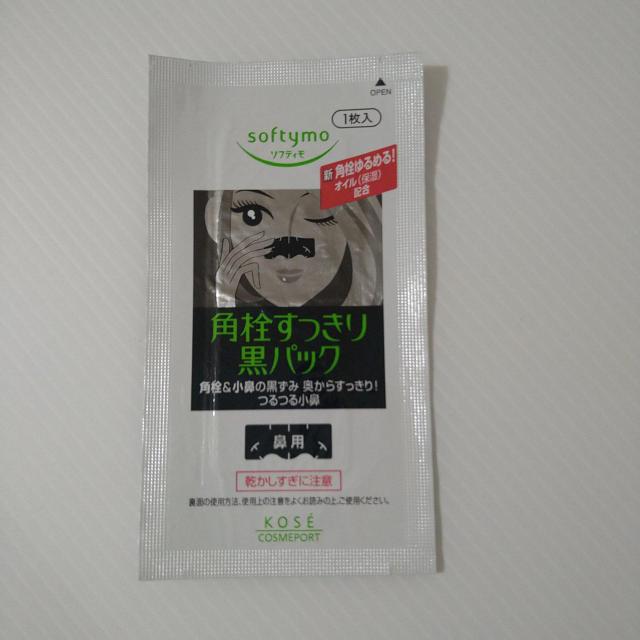 OPEN
1枚入
softymo
ソフティモ
新 角栓ゆるめる!
オイル(保湿)
配合
角栓すっきり
黒パック
角栓&小鼻の黒ずみ 奥からすっきり!
つるつる小鼻
鼻用
乾かしすぎに注意
裏面の使用方法、使用上の注意をよくお読みの上、ご使用ください。
KOSÉ
COSMEPORT